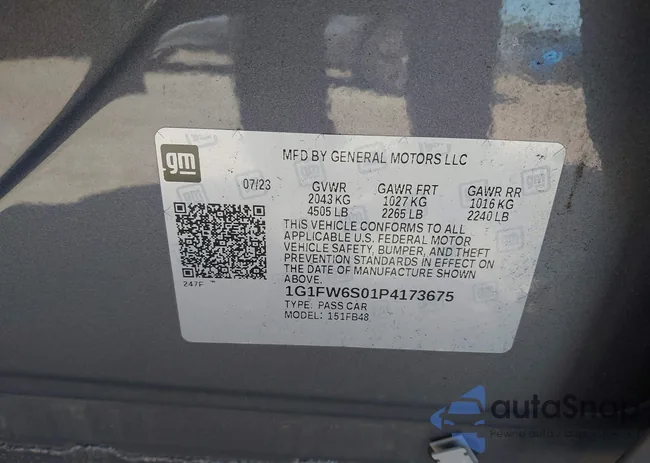 gm
MFD BY GENERAL MOTORS LLC
07/23 GVWR GAWR FRT GAWR RR
2043 KG 1027 KG 1016 KG
4505 LB 2265 LB 2240 LB
THIS VEHICLE CONFORMS TO ALL
APPLICABLE U.S. FEDERAL MOTOR
VEHICLE SAFETY, BUMPER, AND THEFT
PREVENTION STANDARDS IN EFFECT ON
THE DATE OF MANUFACTURE SHOWN
ABOVE.
247F
1G1FW6S01P4173675
TYPE: PASS CAR
MODEL: 151FB48
autaSnap